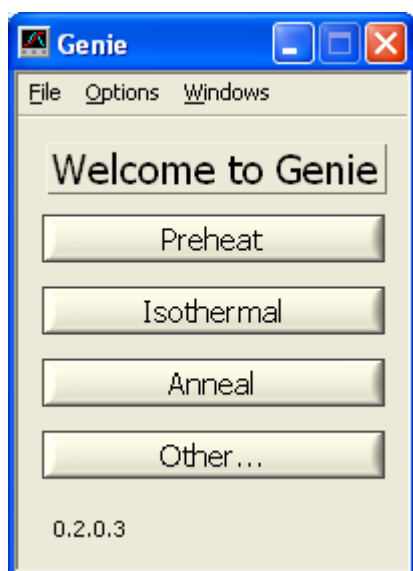 Genie
File Options Windows
Welcome to Genie
Preheat
Isothermal
Anneal
Other...
0.2.0.3